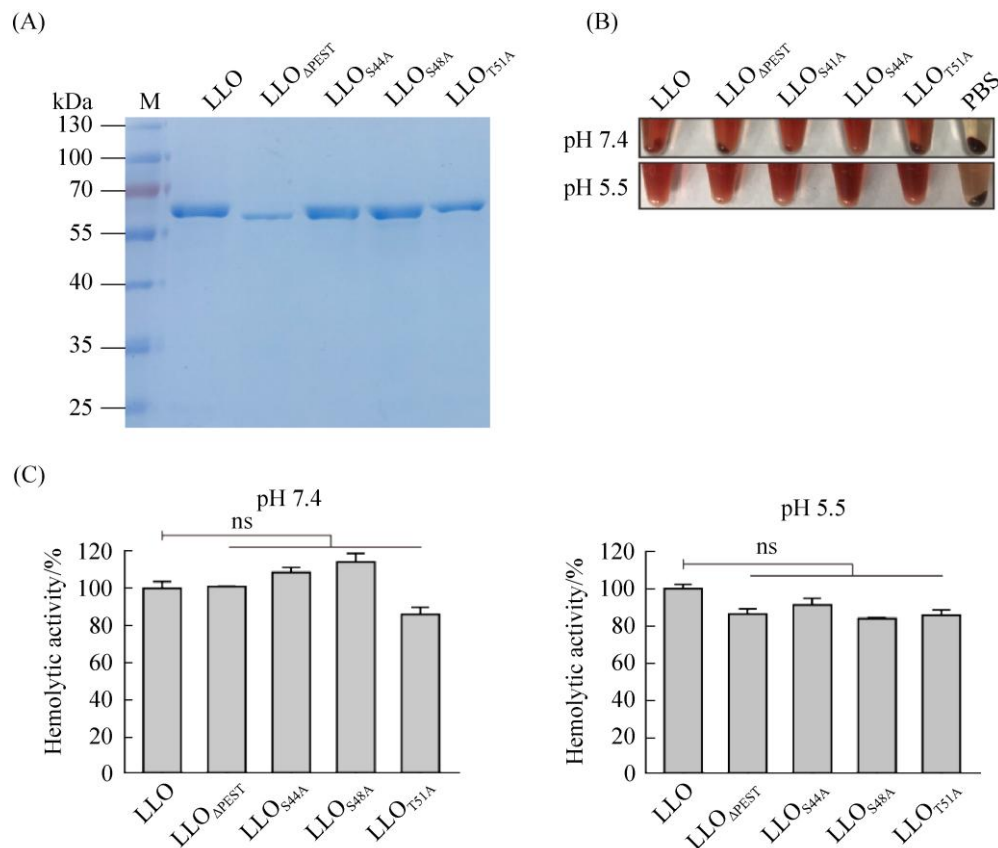 (A)
kDa M LLO LLOΔPEST LLOS44A LLOS48A LLOT51A
130
100
70
55
40
35
25
(B)
LLO LLOΔPEST LLOS41A LLOS44A LLOT51A PBS
pH 7.4
pH 5.5
(C)
pH 7.4
ns
Hemolytic activity/%
120
100
80
60
40
20
0
LLO LLOΔPEST LLOS44A LLOS48A LLOT51A
pH 5.5
ns
Hemolytic activity/%
120
100
80
60
40
20
0
LLO LLOΔPEST LLOS44A LLOS48A LLOT51A